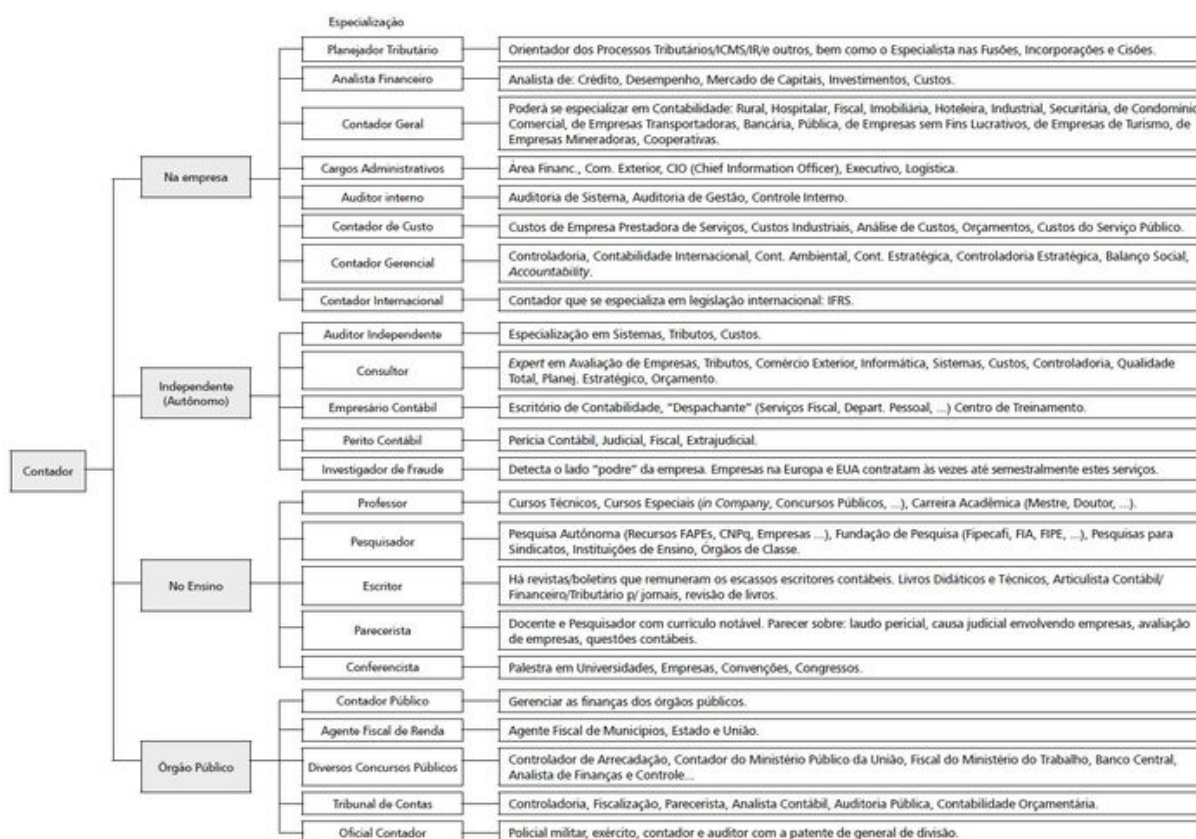 Especialização
Planejador Tributário
Orientador dos Processos Tributários/ICMS/IR/e outros, bem como o Especialista nas Fusões, Incorporações e Cisões.
Analista Financeiro
Analista de: Crédito, Desempenho, Mercado de Capitais, Investimentos, Custos.
Contador Geral
Poderá se especializar em Contabilidade: Rural, Hospitalar, Fiscal, Imobiliária, Hoteleira, Industrial, Securitária, de Condomíni
Comercial, de Empresas Transportadoras, Bancária, Pública, de Empresas sem Fins Lucrativos, de Empresas de Turismo, de
Empresas Mineradoras, Cooperativas.
Na empresa
Cargos Administrativos
Área Financ., Com. Exterior, CIO (Chief Information Officer), Executivo, Logística.
Auditor interno
Auditoria de Sistema, Auditoria de Gestão, Controle Interno.
Contador de Custo
Custos de Empresa Prestadora de Serviços, Custos Industriais, Análise de Custos, Orçamentos, Custos do Serviço Público.
Contador Gerencial
Controladoria, Contabilidade Internacional, Cont. Ambiental, Cont. Estratégica, Controladoria Estratégica, Balanço Social,
Accountability.
Contador Internacional
Contador que se especializa em legislação internacional: IFRS.
Auditor Independente
Especialização em Sistemas, Tributos, Custos.
Independente
(Autônomo)
Consultor
Expert em Avaliação de Empresas, Tributos, Comércio Exterior, Informática, Sistemas, Custos, Controladoria, Qualidade
Total, Planej. Estratégico, Orçamento.
Empresário Contábil
Escritório de Contabilidade, "Despachante" (Serviços Fiscal, Depart. Pessoal, ...) Centro de Treinamento.
Perito Contábil
Perícia Contábil, Judicial, Fiscal, Extrajudicial.
Contador
Investigador de Fraude
Detecta o lado "podre" da empresa. Empresas na Europa e EUA contratam às vezes até semestralmente estes serviços.
Professor
Cursos Técnicos, Cursos Especiais (in Company, Concursos Públicos, ...), Carreira Acadêmica (Mestre, Doutor, ...).
Pesquisador
Pesquisa Autônoma (Recursos FAPEs, CNPq, Empresas ...), Fundação de Pesquisa (Fipecafi, FIA, FIPE, ...), Pesquisas para
Sindicatos, Instituições de Ensino, Órgãos de Classe.
No Ensino
Escritor
Há revistas/boletins que remuneram os escassos escritores contábeis. Livros Didáticos e Técnicos, Articulista Contábil/
Financeiro/Tributário p/ jornais, revisão de livros.
Parecerista
Docente e Pesquisador com currículo notável. Parecer sobre: laudo pericial, causa judicial envolvendo empresas, avaliação
de empresas, questões contábeis.
Conferencista
Palestra em Universidades, Empresas, Convenções, Congressos.
Contador Público
Gerenciar as finanças dos órgãos públicos.
Agente Fiscal de Renda
Agente Fiscal de Municípios, Estado e União.
Órgão Público
Diversos Concursos Públicos
Controlador de Arrecadação, Contador do Ministério Público da União, Fiscal do Ministério do Trabalho, Banco Central,
Analista de Finanças e Controle...
Tribunal de Contas
Controladoria, Fiscalização, Parecerista, Analista Contábil, Auditoria Pública, Contabilidade Orçamentária.
Oficial Contador
Policial militar, exército, contador e auditor com a patente de general de divisão.